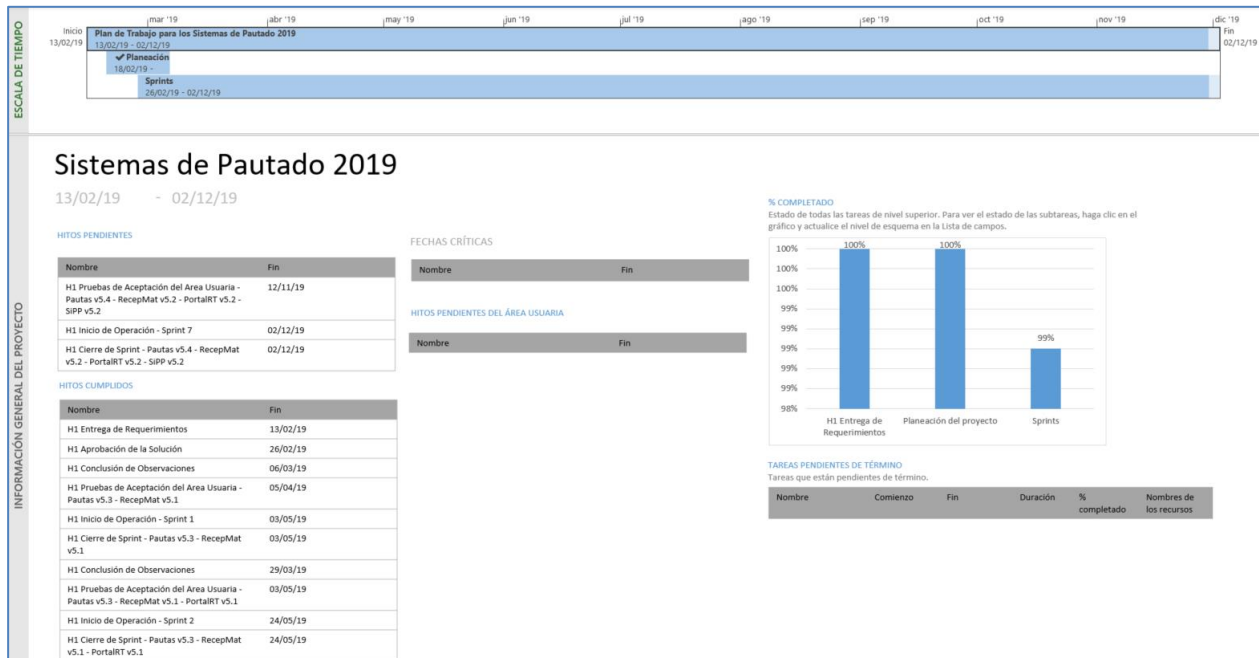 ESCALA DE TIEMPO
mar '19 abr '19 may '19 jun '19 jul '19 ago '19 sep '19 oct '19 nov '19 dic '19
Inicio
13/02/19
Plan de Trabajo para los Sistemas de Pautado 2019
13/02/19 - 02/12/19
Fin
02/12/19
✔ Planeación
18/02/19 -
Sprints
26/02/19 - 02/12/19
INFORMACIÓN GENERAL DEL PROYECTO
Sistemas de Pautado 2019
13/02/19 - 02/12/19
HITOS PENDIENTES
Nombre Fin
H1 Pruebas de Aceptación del Area Usuaria - 12/11/19
Pautas v5.4 - RecepMat v5.2 - PortalRT v5.2 -
SiPP v5.2
H1 Inicio de Operación - Sprint 7 02/12/19
H1 Cierre de Sprint - Pautas v5.4 - RecepMat 02/12/19
v5.2 - PortalRT v5.2 - SiPP v5.2
HITOS CUMPLIDOS
Nombre Fin
H1 Entrega de Requerimientos 13/02/19
H1 Aprobación de la Solución 26/02/19
H1 Conclusión de Observaciones 06/03/19
H1 Pruebas de Aceptación del Area Usuaria - 05/04/19
Pautas v5.3 - RecepMat v5.1
H1 Inicio de Operación - Sprint 1 03/05/19
H1 Cierre de Sprint - Pautas v5.3 - RecepMat 03/05/19
v5.1
H1 Conclusión de Observaciones 29/03/19
H1 Pruebas de Aceptación del Area Usuaria - 03/05/19
Pautas v5.3 - RecepMat v5.1 - PortalRT v5.1
H1 Inicio de Operación - Sprint 2 24/05/19
H1 Cierre de Sprint - Pautas v5.3 - RecepMat 24/05/19
v5.1 - PortalRT v5.1
FECHAS CRÍTICAS
Nombre Fin
HITOS PENDIENTES DEL ÁREA USUARIA
Nombre Fin
% COMPLETADO
Estado de todas las tareas de nivel superior. Para ver el estado de las subtareas, haga clic en el
gráfico y actualice el nivel de esquema en la Lista de campos.
100%
100%
100%
99%
99%
99%
99%
99%
98%
100% 100% 99%
H1 Entrega de Planeación del proyecto Sprints
Requerimientos
TAREAS PENDIENTES DE TÉRMINO
Tareas que están pendientes de término.
Nombre Comienzo Fin Duración % Nombres de
completado los recursos